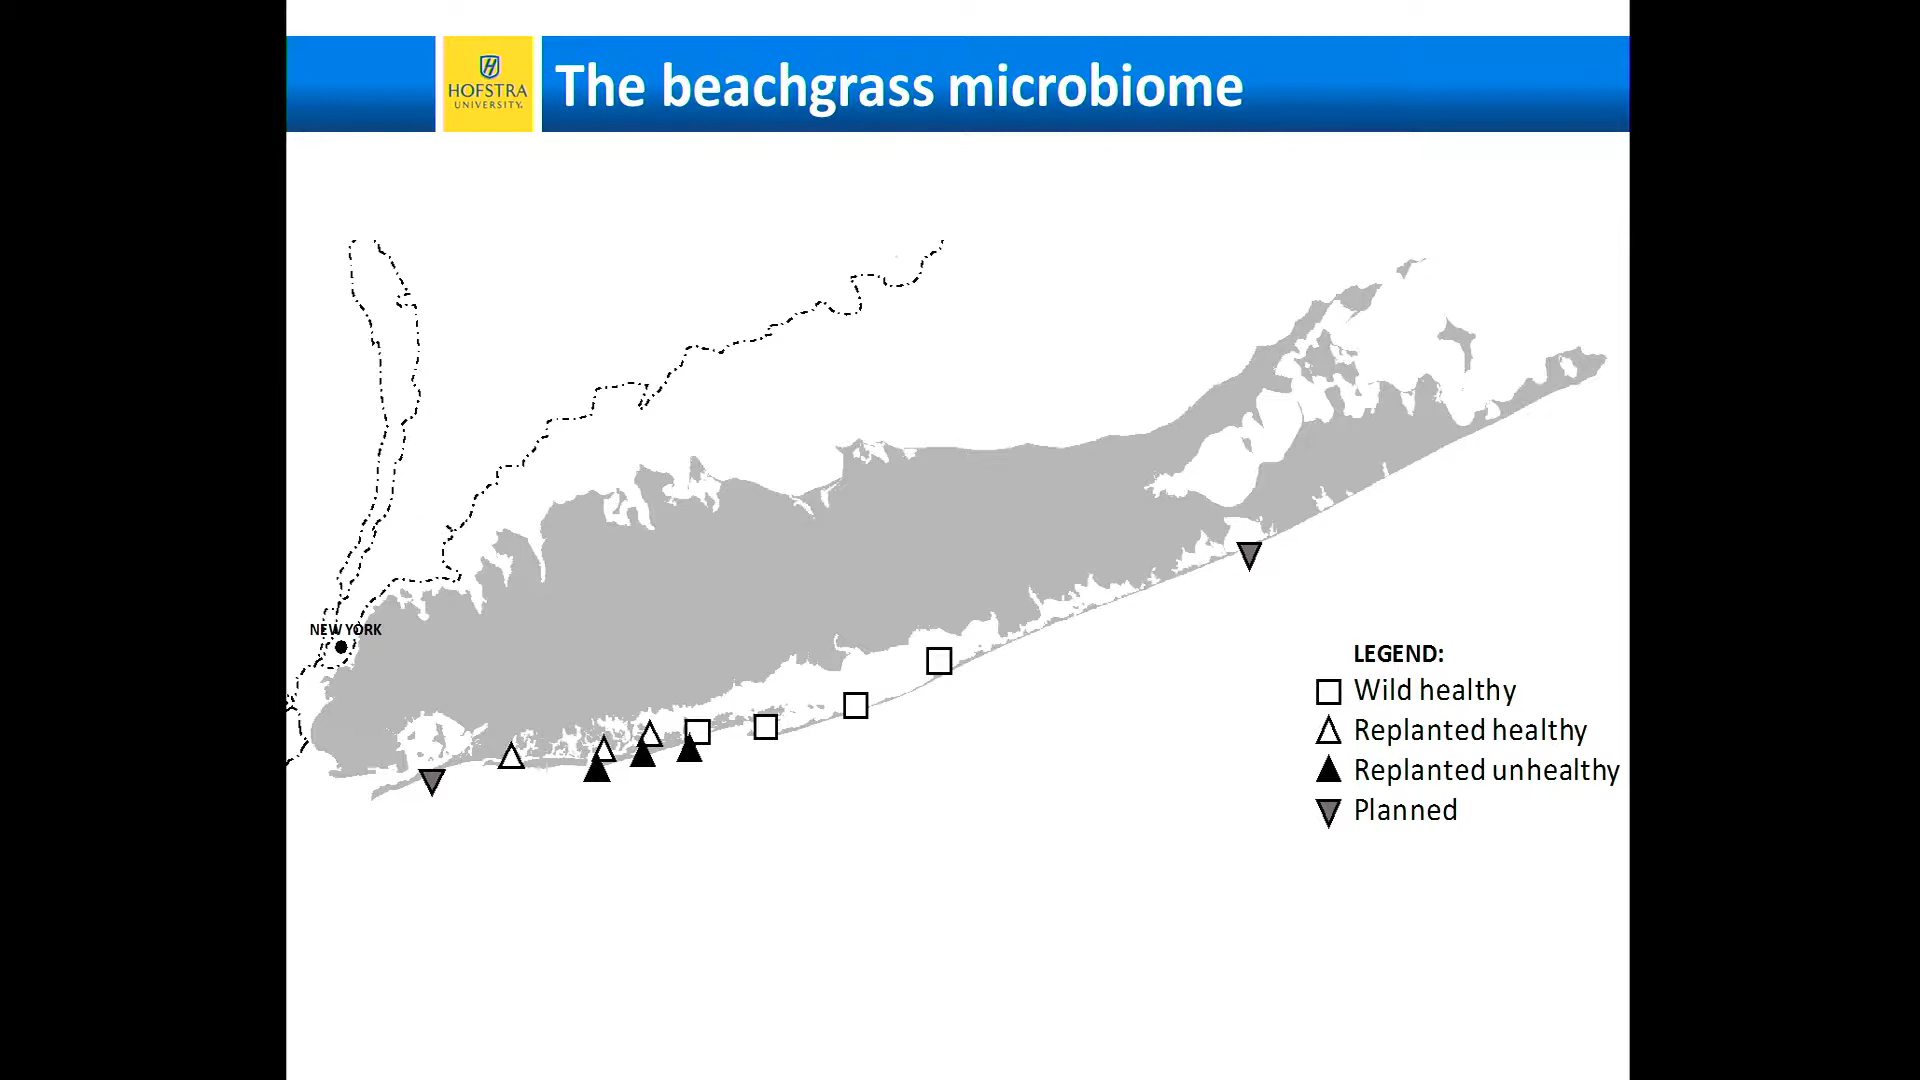 HOFSTRA
UNIVERSITY.
The beachgrass microbiome
NEW YORK
LEGEND:
Wild healthy
Replanted healthy
Replanted unhealthy
Planned